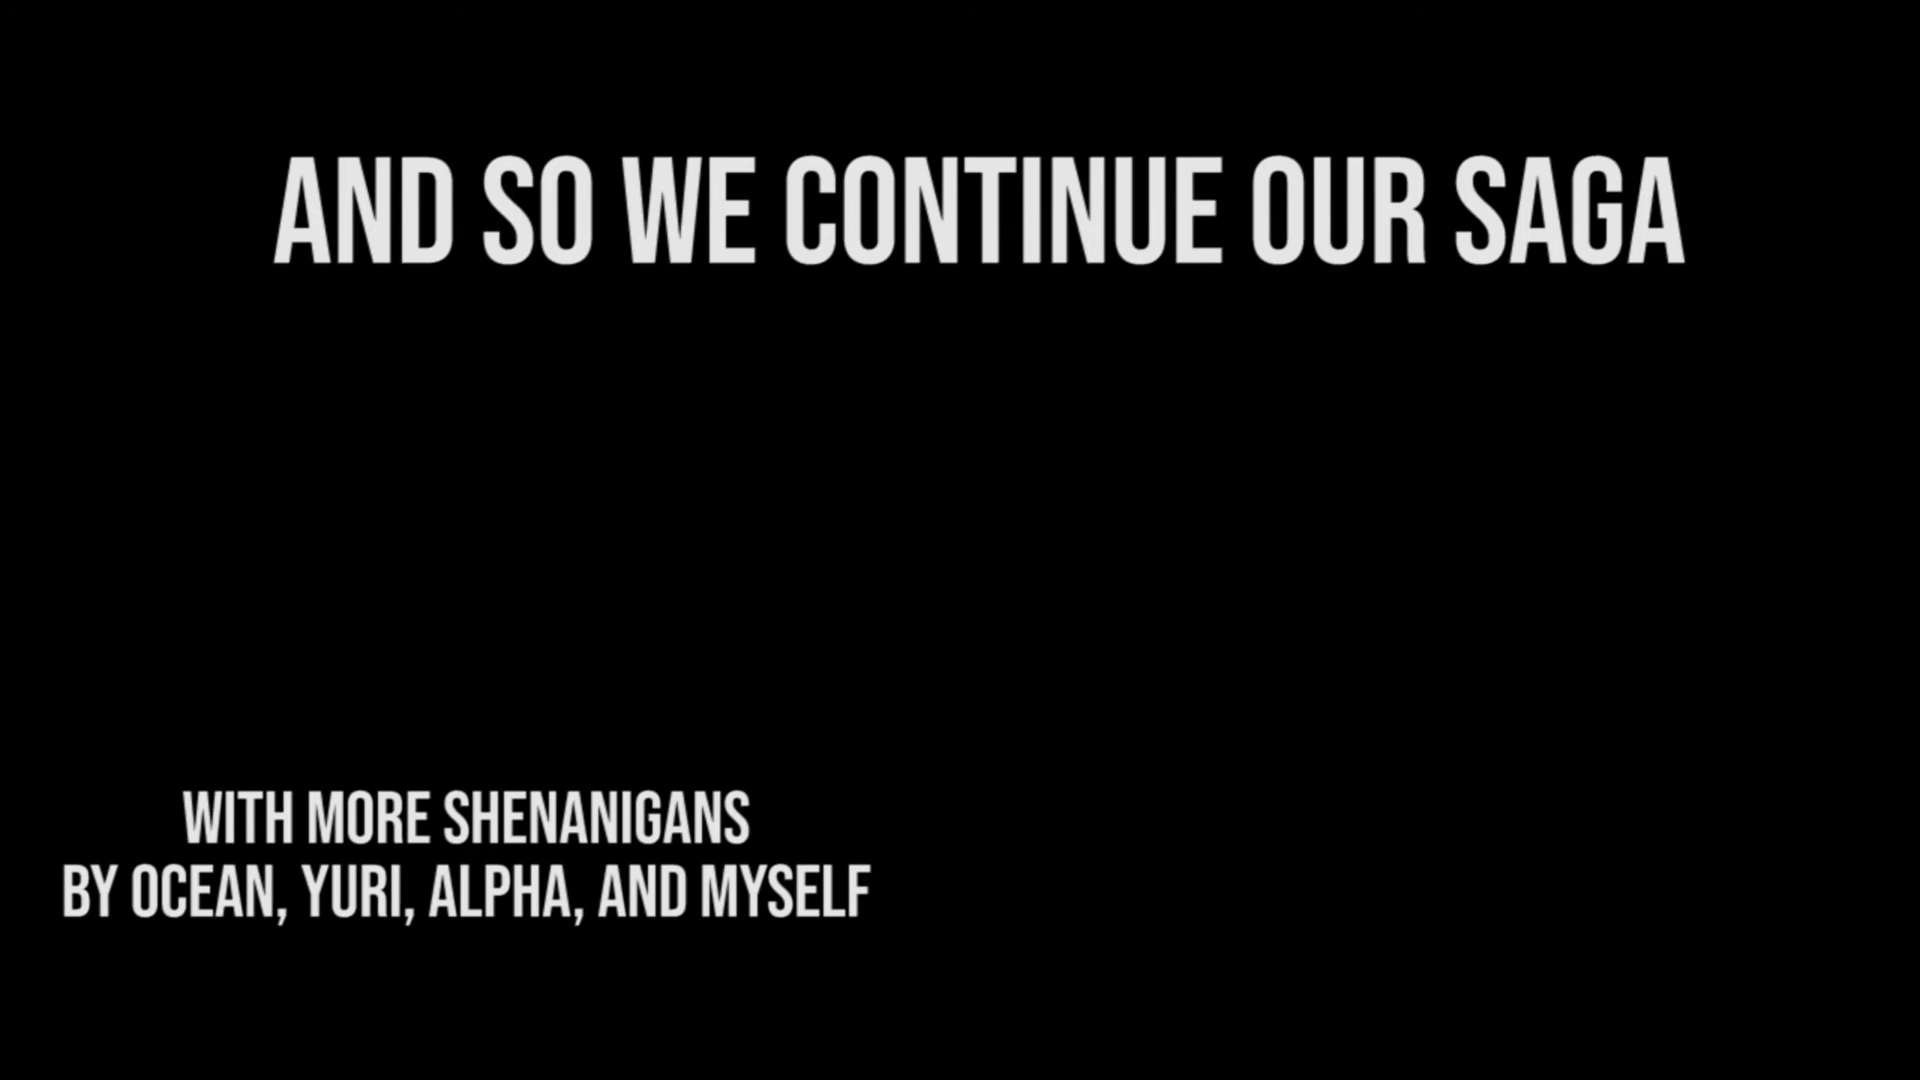 AND SO WE CONTINUE OUR SAGA
WITH MORE SHENANIGANS
BY OCEAN, YURI, ALPHA, AND MYSELF